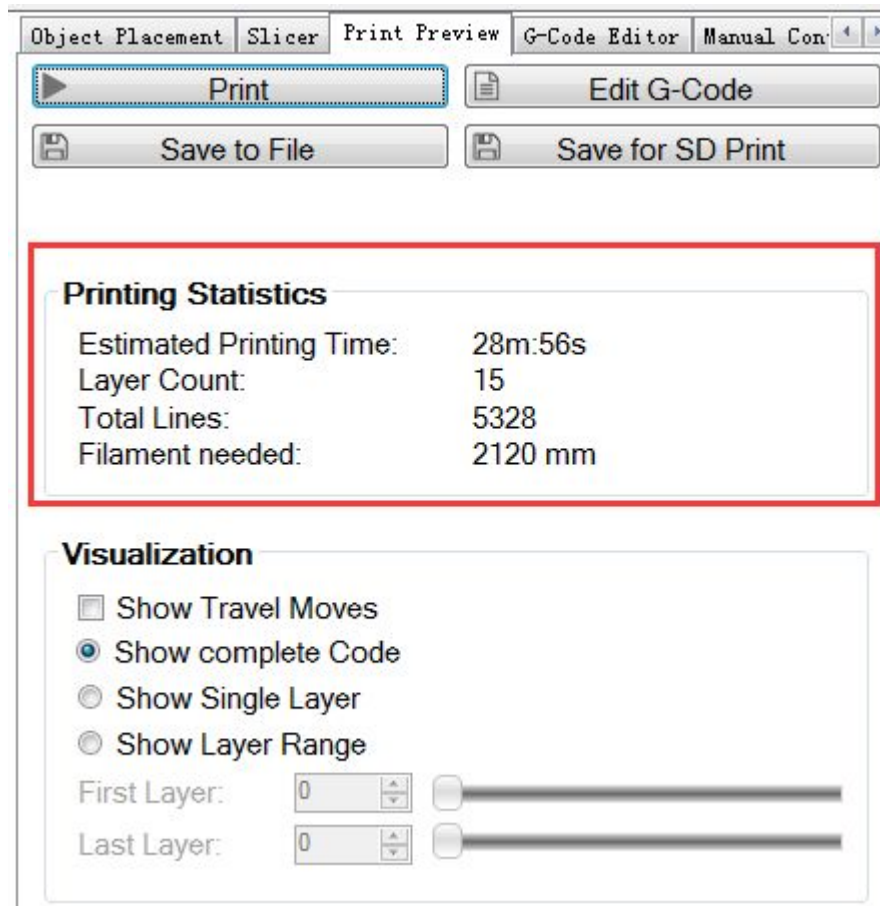 Object Placement Slicer Print Preview G-Code Editor Manual Con
Print Edit G-Code
Save to File Save for SD Print
Printing Statistics
Estimated Printing Time: 28m:56s
Layer Count: 15
Total Lines: 5328
Filament needed: 2120 mm
Visualization
Show Travel Moves
Show complete Code
Show Single Layer
Show Layer Range
First Layer: 0
Last Layer: 0